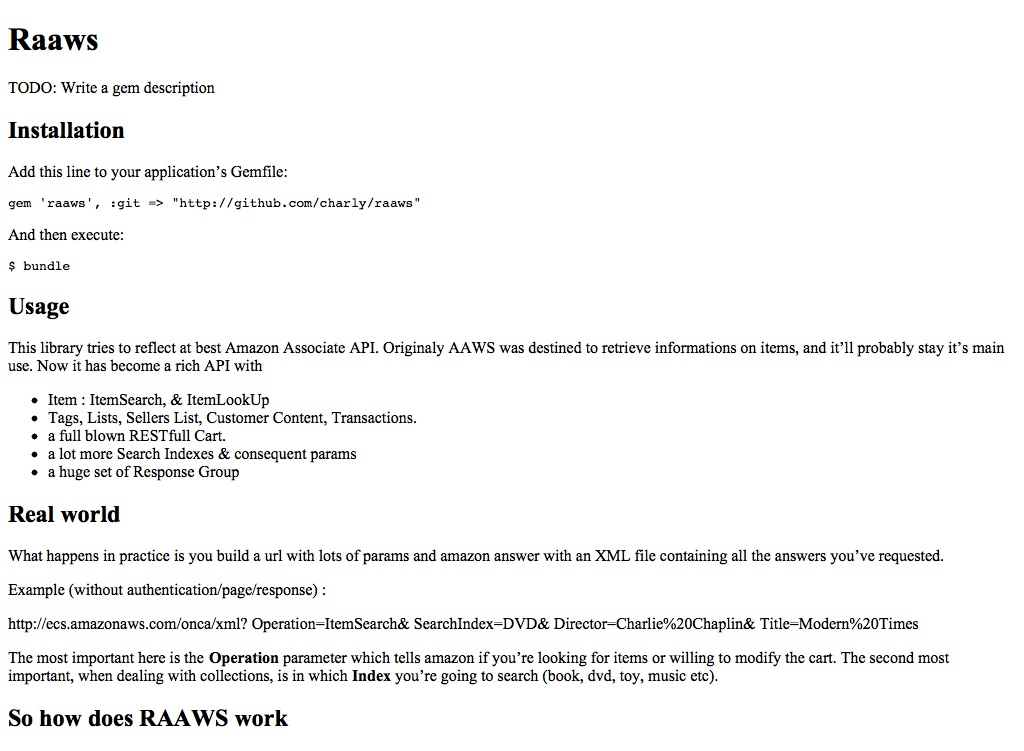 Raaws
TODO: Write a gem description
Installation
Add this line to your application’s Gemfile:
gem 'raaws', :git => "http://github.com/charly/raaws"
And then execute:
$ bundle
Usage
This library tries to reflect at best Amazon Associate API. Originaly AAWS was destined to retrieve informations on items, and it’ll probably stay it’s main
use. Now it has become a rich API with
• Item : ItemSearch, & ItemLookUp
• Tags, Lists, Sellers List, Customer Content, Transactions.
• a full blown RESTfull Cart.
• a lot more Search Indexes & consequent params
• a huge set of Response Group
Real world
What happens in practice is you build a url with lots of params and amazon answer with an XML file containing all the answers you’ve requested.
Example (without authentication/page/response) :
http://ecs.amazonaws.com/onca/xml? Operation=ItemSearch& SearchIndex=DVD& Director=Charlie%20Chaplin& Title=Modern%20Times
The most important here is the Operation parameter which tells amazon if you’re looking for items or willing to modify the cart. The second most
important, when dealing with collections, is in which Index you’re going to search (book, dvd, toy, music etc).
So how does RAAWS work